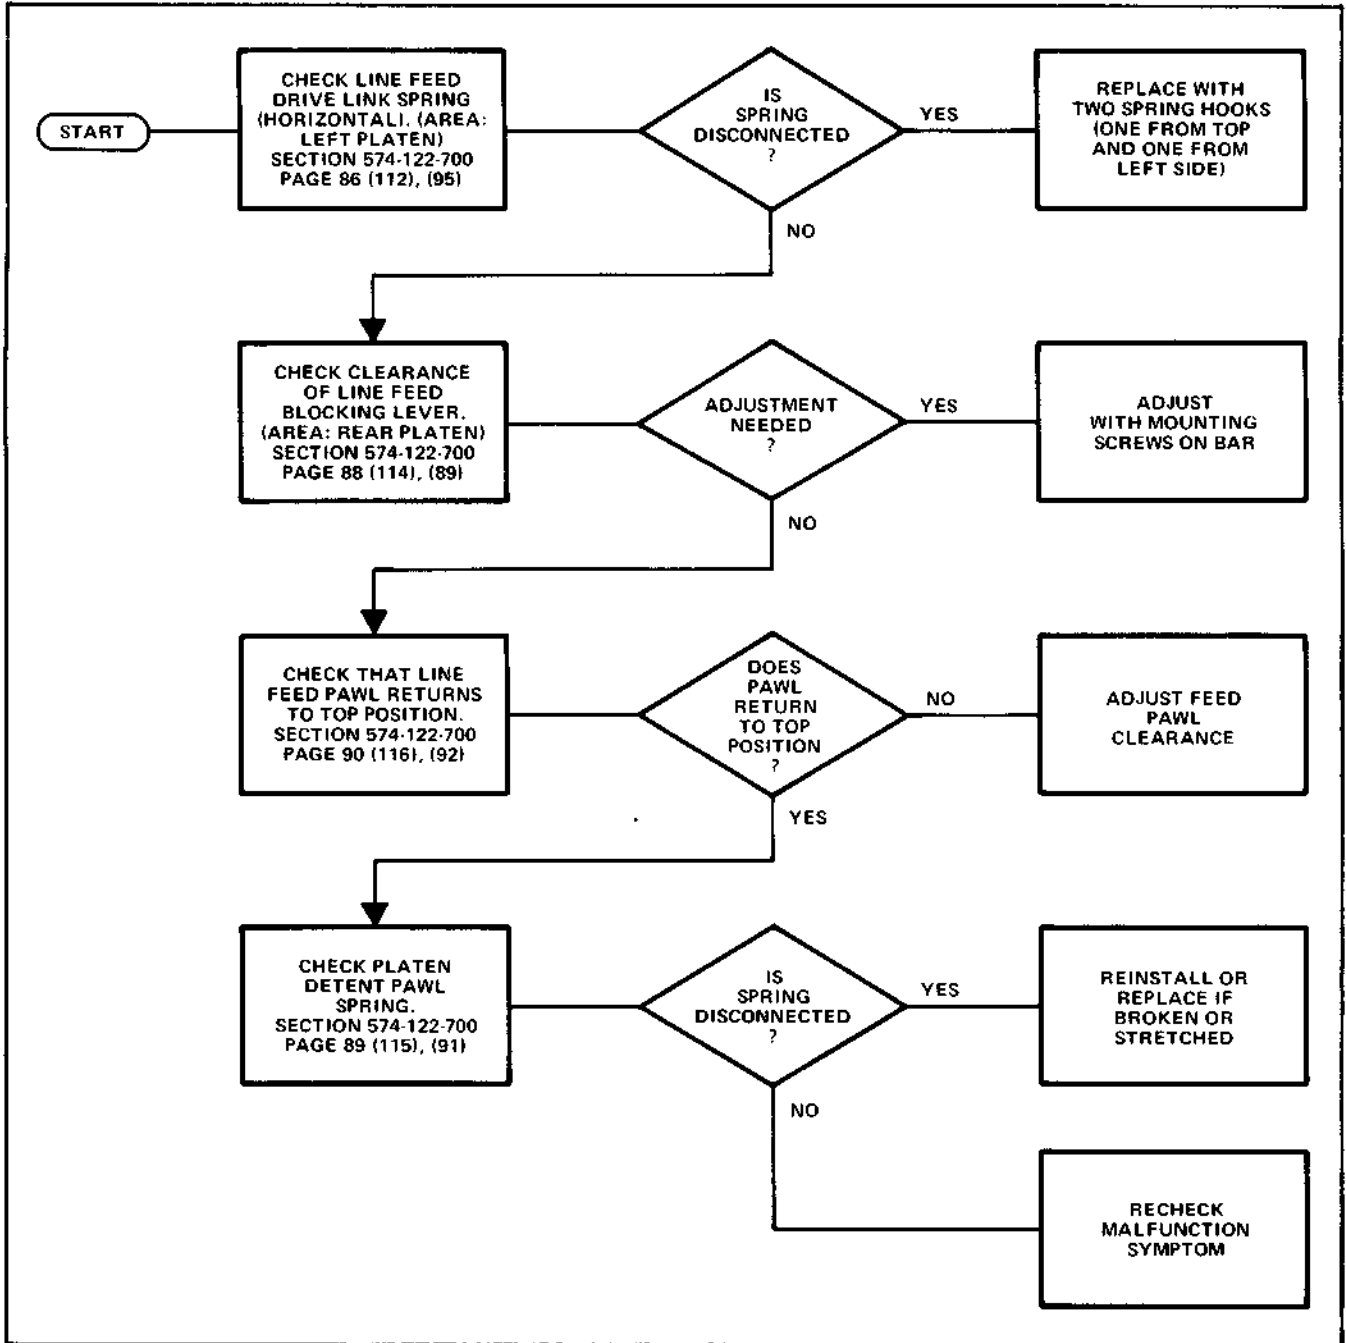 START
CHECK LINE FEED
DRIVE LINK SPRING
(HORIZONTAL). (AREA:
LEFT PLATEN)
SECTION 574-122-700
PAGE 86 (112), (95)
IS
SPRING
DISCONNECTED
?
YES
REPLACE WITH
TWO SPRING HOOKS
(ONE FROM TOP
AND ONE FROM
LEFT SIDE)
NO
CHECK CLEARANCE
OF LINE FEED
BLOCKING LEVER.
(AREA: REAR PLATEN)
SECTION 574-122-700
PAGE 88 (114), (89)
ADJUSTMENT
NEEDED
?
YES
ADJUST
WITH MOUNTING
SCREWS ON BAR
NO
CHECK THAT LINE
FEED PAWL RETURNS
TO TOP POSITION.
SECTION 574-122-700
PAGE 90 (116), (92)
DOES
PAWL
RETURN
TO TOP
POSITION
?
NO
ADJUST FEED
PAWL
CLEARANCE
YES
CHECK PLATEN
DETENT PAWL
SPRING.
SECTION 574-122-700
PAGE 89 (115), (91)
IS
SPRING
DISCONNECTED
?
YES
REINSTALL OR
REPLACE IF
BROKEN OR
STRETCHED
NO
RECHECK
MALFUNCTION
SYMPTOM